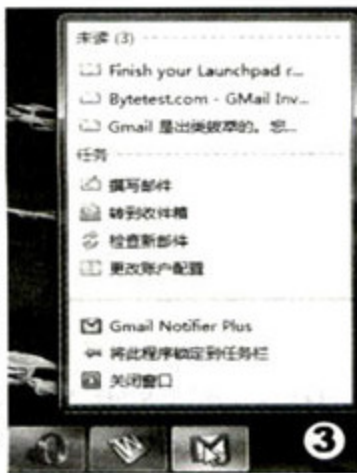 未读 (3)
Finish your Launchpad r...
Bytetest.com - GMail Inv...
Gmail 是出类拔萃的。您...
任务
撰写邮件
转到收件箱
检查新邮件
更改账户配置
Gmail Notifier Plus
将此程序锁定到任务栏
关闭窗口
3